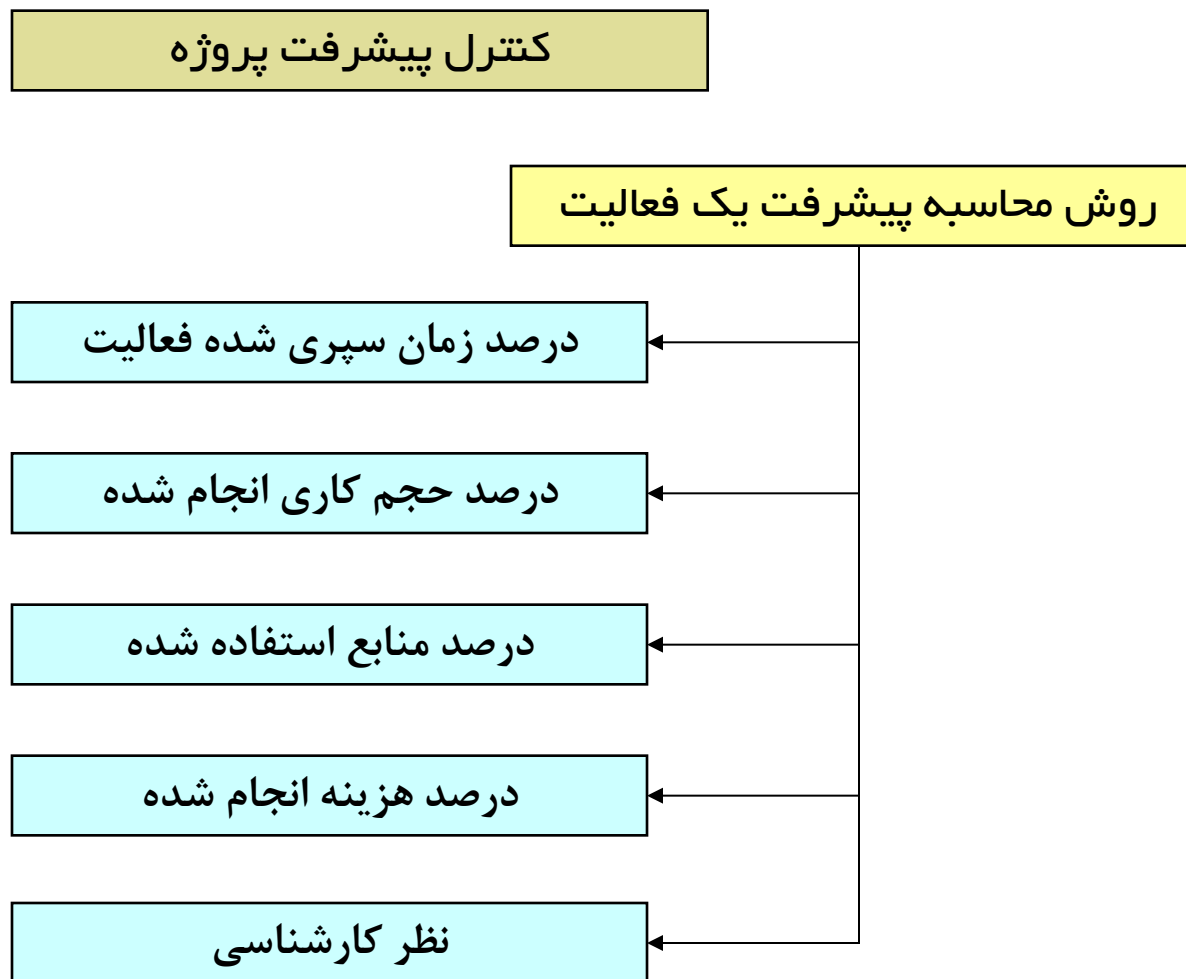 کنترل پیشرفت پروژه
روش محاسبه پیشرفت یک فعالیت
درصد زمان سپری شده فعالیت
درصد حجم کاری انجام شده
درصد منابع استفاده شده
درصد هزینه انجام شده
نظر کارشناسی